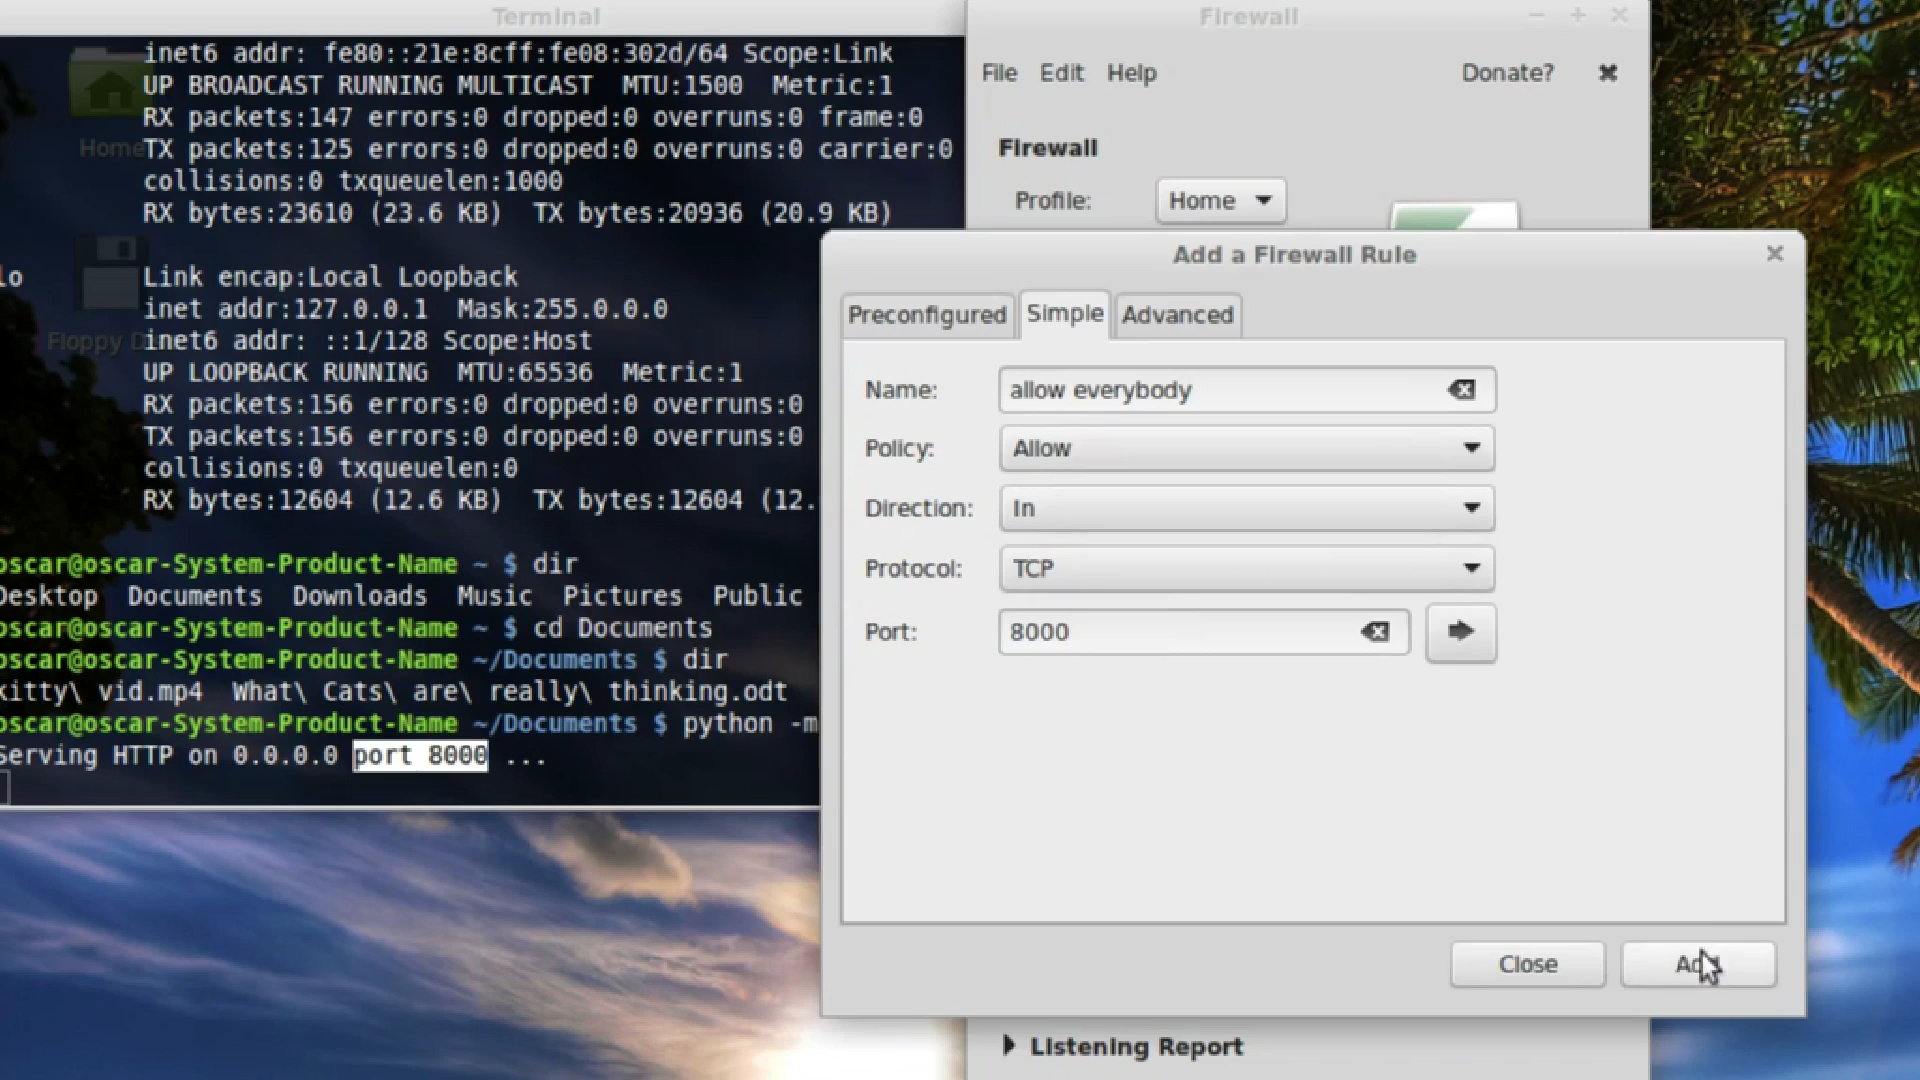 Terminal
inet6 addr: fe80::21e:8cff:fe08:302d/64 Scope:Link
UP BROADCAST RUNNING MULTICAST  MTU:1500  Metric:1
RX packets:147 errors:0 dropped:0 overruns:0 frame:0
TX packets:125 errors:0 dropped:0 overruns:0 carrier:0
collisions:0 txqueuelen:1000
RX bytes:23610 (23.6 KB)  TX bytes:20936 (20.9 KB)
lo Link encap:Local Loopback
inet addr:127.0.0.1  Mask:255.0.0.0
inet6 addr: ::1/128 Scope:Host
UP LOOPBACK RUNNING  MTU:65536  Metric:1
RX packets:156 errors:0 dropped:0 overruns:0
TX packets:156 errors:0 dropped:0 overruns:0
collisions:0 txqueuelen:0
RX bytes:12604 (12.6 KB)  TX bytes:12604 (12.
oscar@oscar-System-Product-Name ~ $ dir
Desktop  Documents  Downloads  Music  Pictures  Public
oscar@oscar-System-Product-Name ~ $ cd Documents
oscar@oscar-System-Product-Name ~/Documents $ dir
kitty\ vid.mp4  What\ Cats\ are\ really\ thinking.odt
oscar@oscar-System-Product-Name ~/Documents $ python -m
Serving HTTP on 0.0.0.0 port 8000 ...
Home
Floppy
Firewall
File Edit Help Donate?
Firewall
Profile: Home
Add a Firewall Rule
Preconfigured Simple Advanced
Name: allow everybody
Policy: Allow
Direction: In
Protocol: TCP
Port: 8000
Close Add
Listening Report